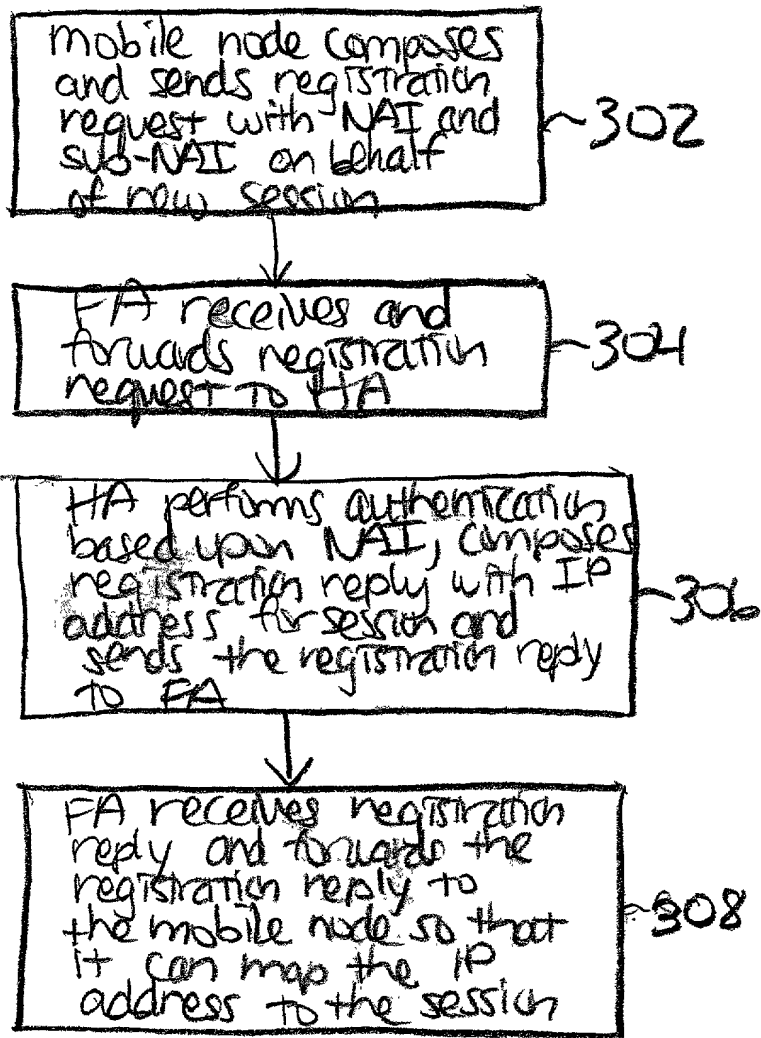 mobile node composes
and sends registration
request with NAI and
sub-NAI on behalf
of new session
302
FA receives and
forwards registration
request to HA
304
HA performs authentication
based upon NAI, composes
registration reply with IP
address for session and
sends the registration reply
to FA
306
FA receives registration
reply and forwards the
registration reply to
the mobile node so that
it can map the IP
address to the session
308